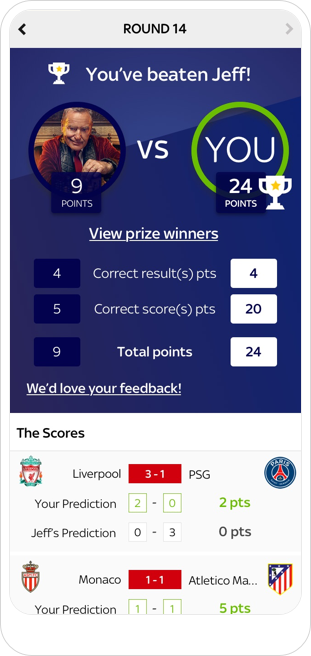 ROUND 14
You've beaten Jeff!
VS
YOU
9
POINTS
24
POINTS
View prize winners
4 Correct result(s) pts 4
5 Correct score(s) pts 20
9 Total points 24
We'd love your feedback!
The Scores
Liverpool 3 - 1 PSG
PARIS
Your Prediction 2 - 0 2 pts
Jeff's Prediction 0 - 3 0 pts
Monaco 1 - 1 Atletico Ma...
Your Prediction 1 - 1 5 pts